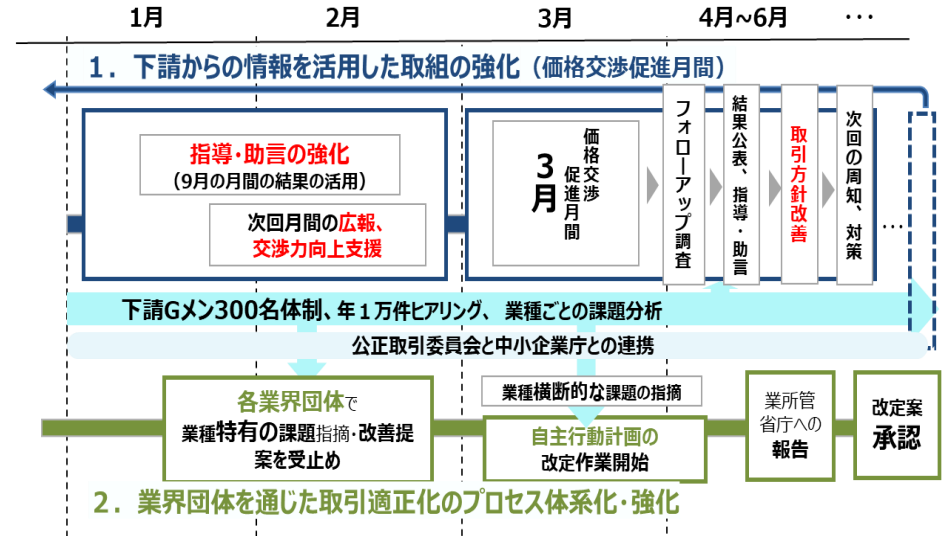 1月
2月
3月
4月~6月
･･･
1．下請からの情報を活用した取組の強化（価格交渉促進月間）
指導・助言の強化
（9月の月間の結果の活用）
次回月間の広報、
交渉力向上支援
価格交渉
促進月間
3月
フォローアップ調査
結果公表、指導・助言
取引方針改善
次回の周知、対策
…
下請Gメン300名体制、年１万件ヒアリング、 業種ごとの課題分析
公正取引委員会と中小企業庁との連携
各業界団体で
業種特有の課題指摘・改善提
案を受止め
業種横断的な課題の指摘
自主行動計画の
改定作業開始
業所管
省庁への
報告
改定案
承認
2．業界団体を通じた取引適正化のプロセス体系化・強化